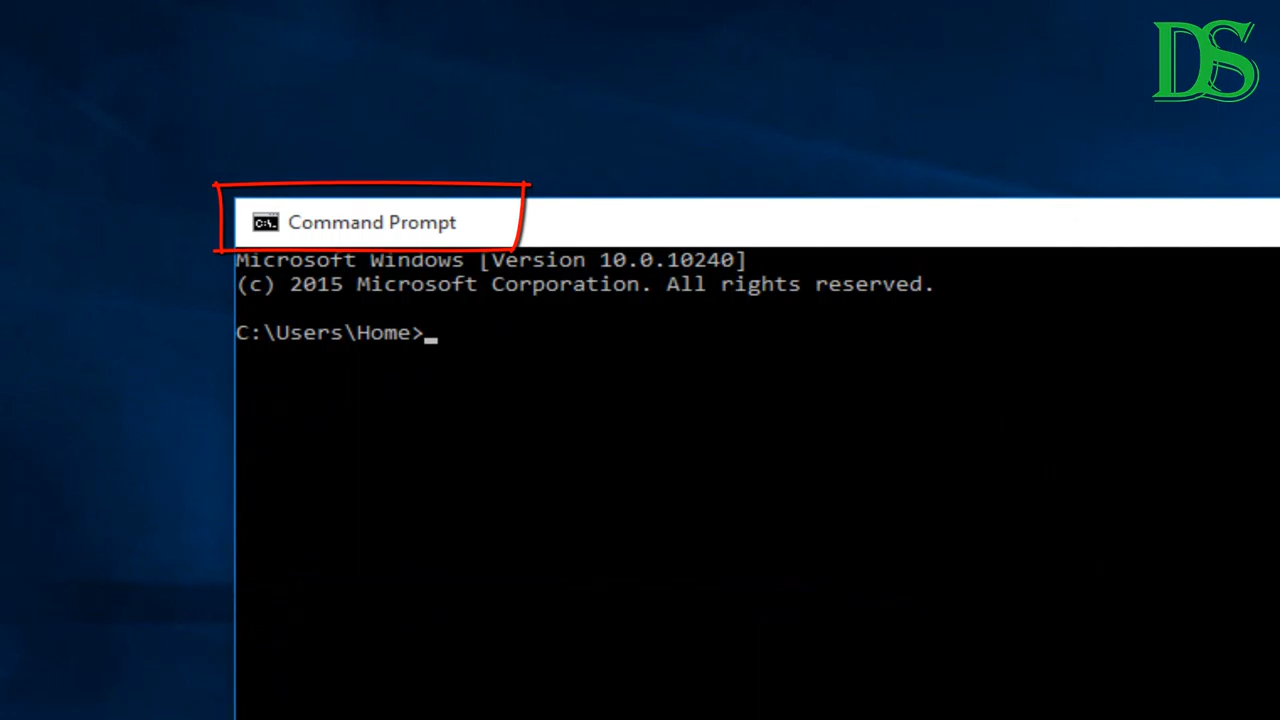 DS
Command Prompt
Microsoft Windows [Version 10.0.10240]
(c) 2015 Microsoft Corporation. All rights reserved.
C:\Users\Home>